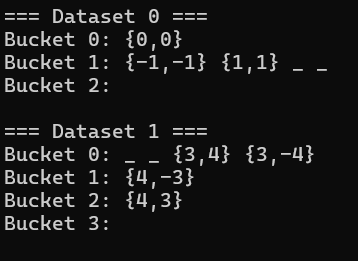 === Dataset 0 ===
Bucket 0: {0,0}
Bucket 1: {-1,-1} {1,1} _ _
Bucket 2:
=== Dataset 1 ===
Bucket 0: _ _ {3,4} {3,-4}
Bucket 1: {4,-3}
Bucket 2: {4,3}
Bucket 3: